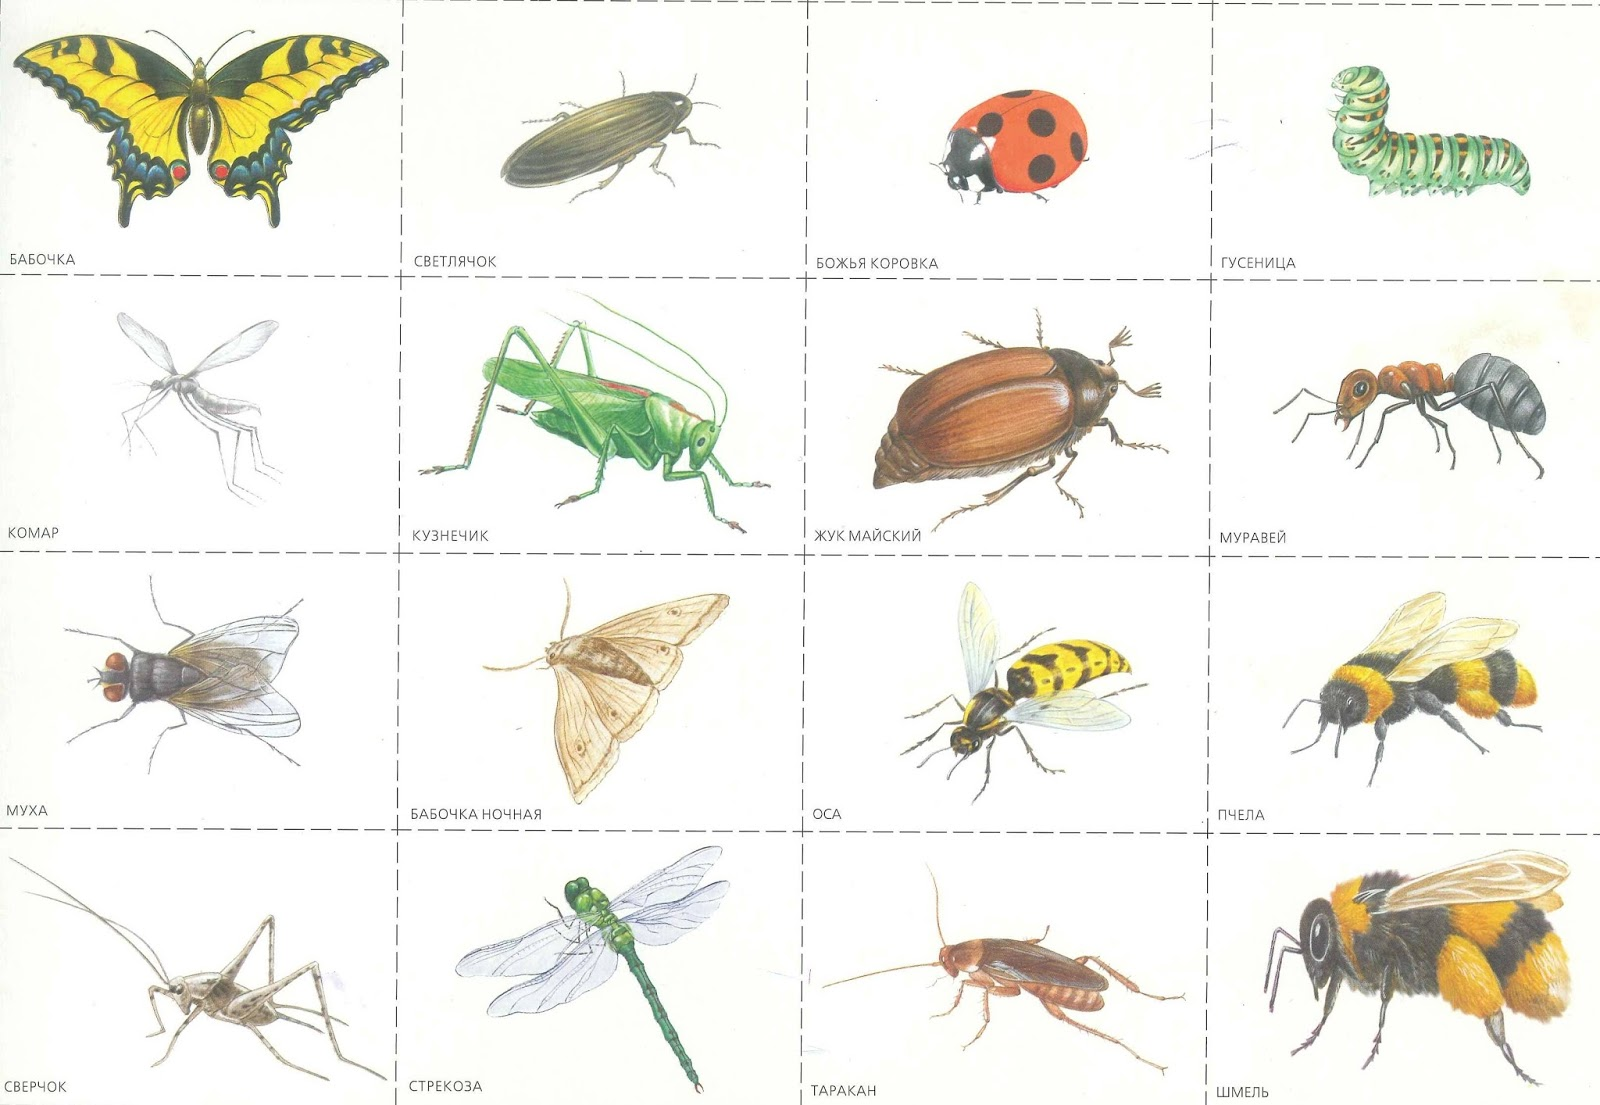 БАБОЧКА
СВЕТЛЯЧОК
БОЖЬЯ КОРОВКА
ГУСЕНИЦА
КОМАР
КУЗНЕЧИК
ЖУК МАЙСКИЙ
МУРАВЕЙ
МУХА
БАБОЧКА НОЧНАЯ
ОСА
ПЧЕЛА
СВЕРЧОК
СТРЕКОЗА
ТАРАКАН
ШМЕЛЬ